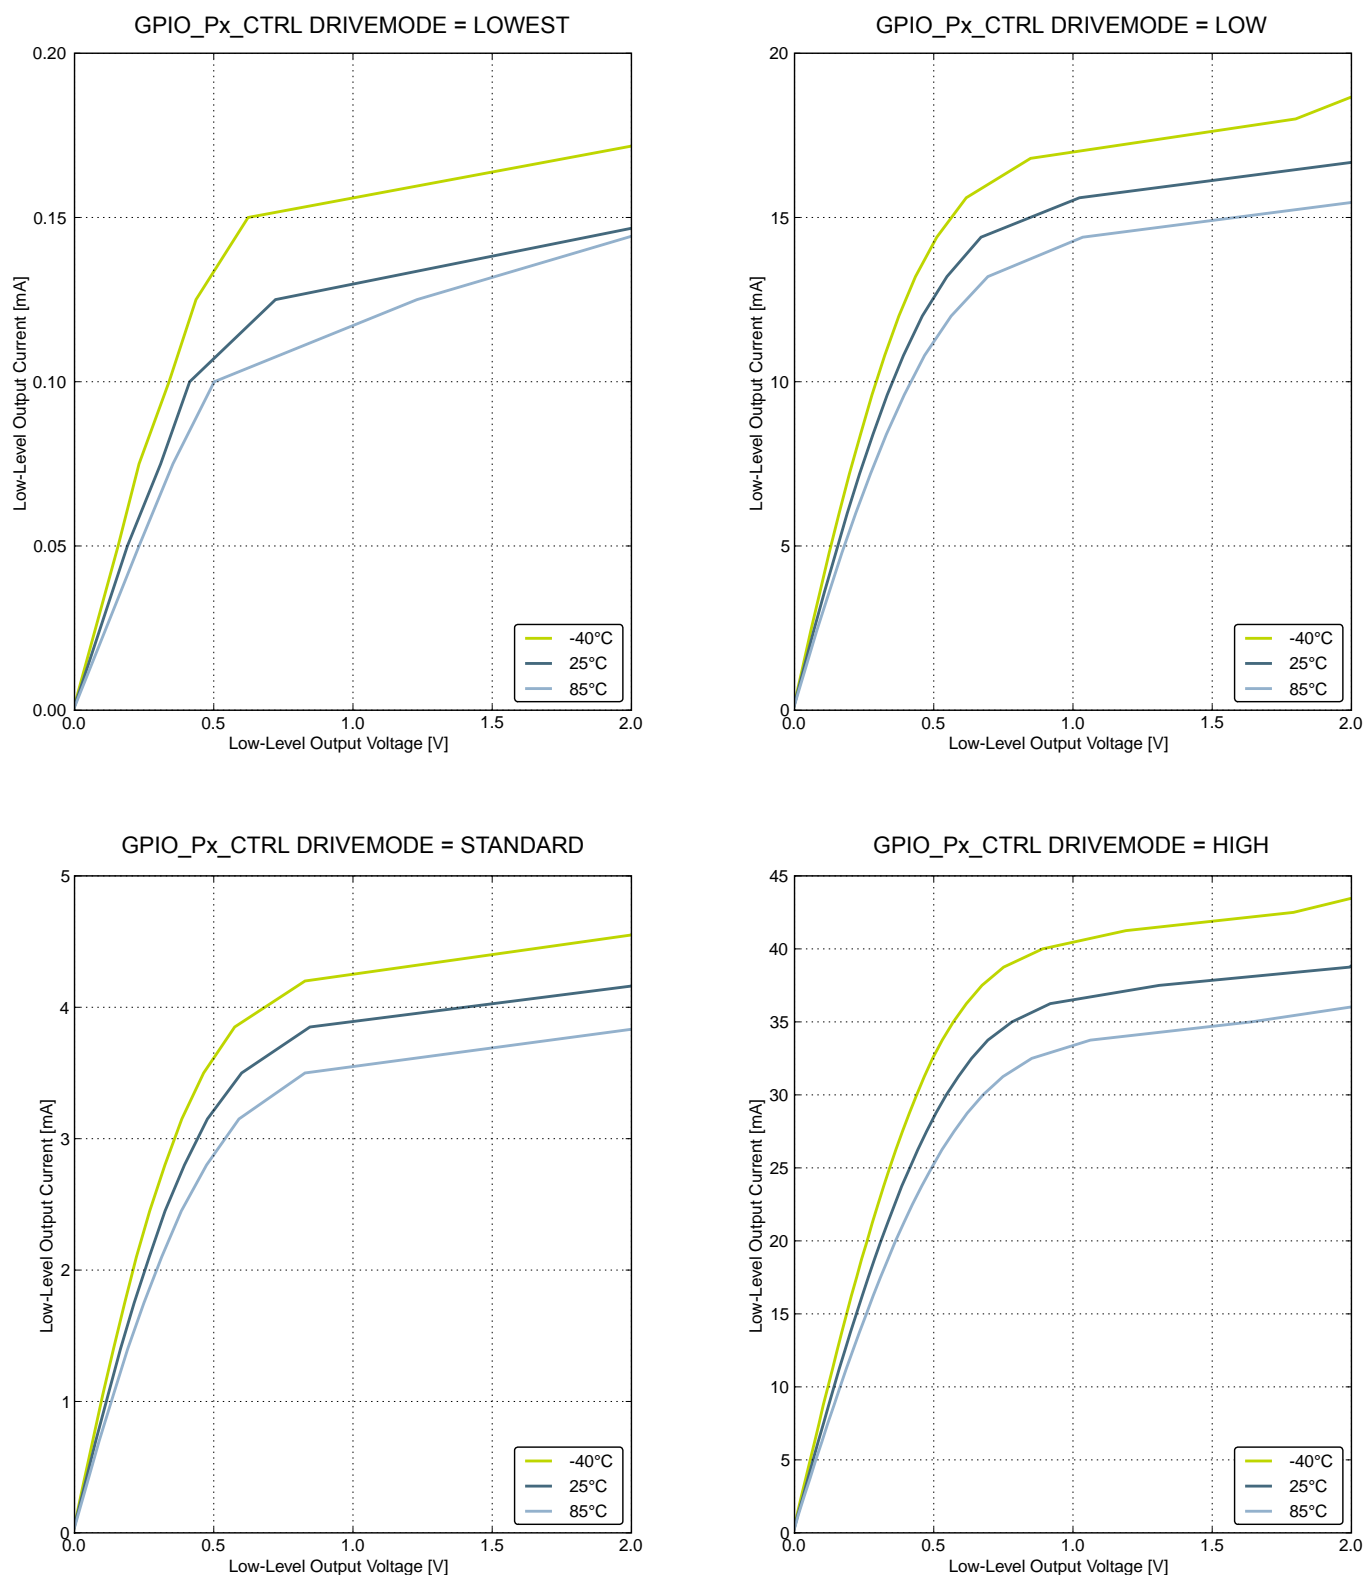 GPIO_Px_CTRL DRIVEMODE = LOWEST
0.20
0.15
0.10
0.05
0.00
Low-Level Output Current [mA]
-40°C
25°C
85°C
0.0 0.5 1.0 1.5 2.0
Low-Level Output Voltage [V]
GPIO_Px_CTRL DRIVEMODE = LOW
20
15
10
5
0
Low-Level Output Current [mA]
-40°C
25°C
85°C
0.0 0.5 1.0 1.5 2.0
Low-Level Output Voltage [V]
GPIO_Px_CTRL DRIVEMODE = STANDARD
5
4
3
2
1
0
Low-Level Output Current [mA]
-40°C
25°C
85°C
0.0 0.5 1.0 1.5 2.0
Low-Level Output Voltage [V]
GPIO_Px_CTRL DRIVEMODE = HIGH
45
40
35
30
25
20
15
10
5
0
Low-Level Output Current [mA]
-40°C
25°C
85°C
0.0 0.5 1.0 1.5 2.0
Low-Level Output Voltage [V]